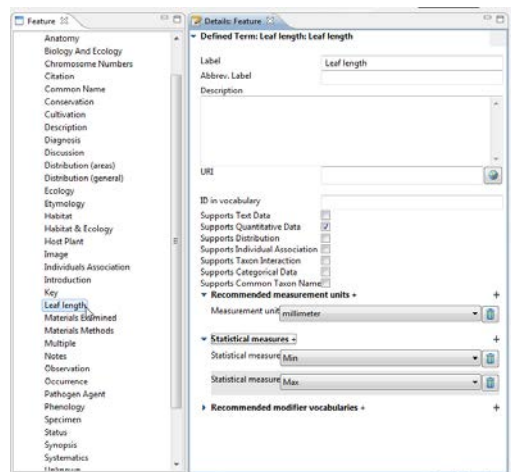 Feature
Anatomy
Biology And Ecology
Chromosome Numbers
Citation
Common Name
Conservation
Cultivation
Description
Diagnosis
Discussion
Distribution (areas)
Distribution (general)
Ecology
Etymology
Habitat
Habitat & Ecology
Host Plant
Image
Individuals Association
Introduction
Key
Leaf length
Materials Examined
Materials Methods
Multiple
Notes
Observation
Occurrence
Pathogen Agent
Phenology
Specimen
Status
Synopsis
Systematics
Unknown
Details: Feature
Defined Term: Leaf length: Leaf length
Label Leaf length
Abbrev. Label
Description
URI
ID in vocabulary
Supports Text Data
Supports Quantitative Data
Supports Distribution
Supports Individual Association
Supports Taxon Interaction
Supports Categorical Data
Supports Common Taxon Name
Recommended measurement units +
Measurement unit millimeter
Statistical measures +
Statistical measure Min
Statistical measure Max
Recommended modifier vocabularies +